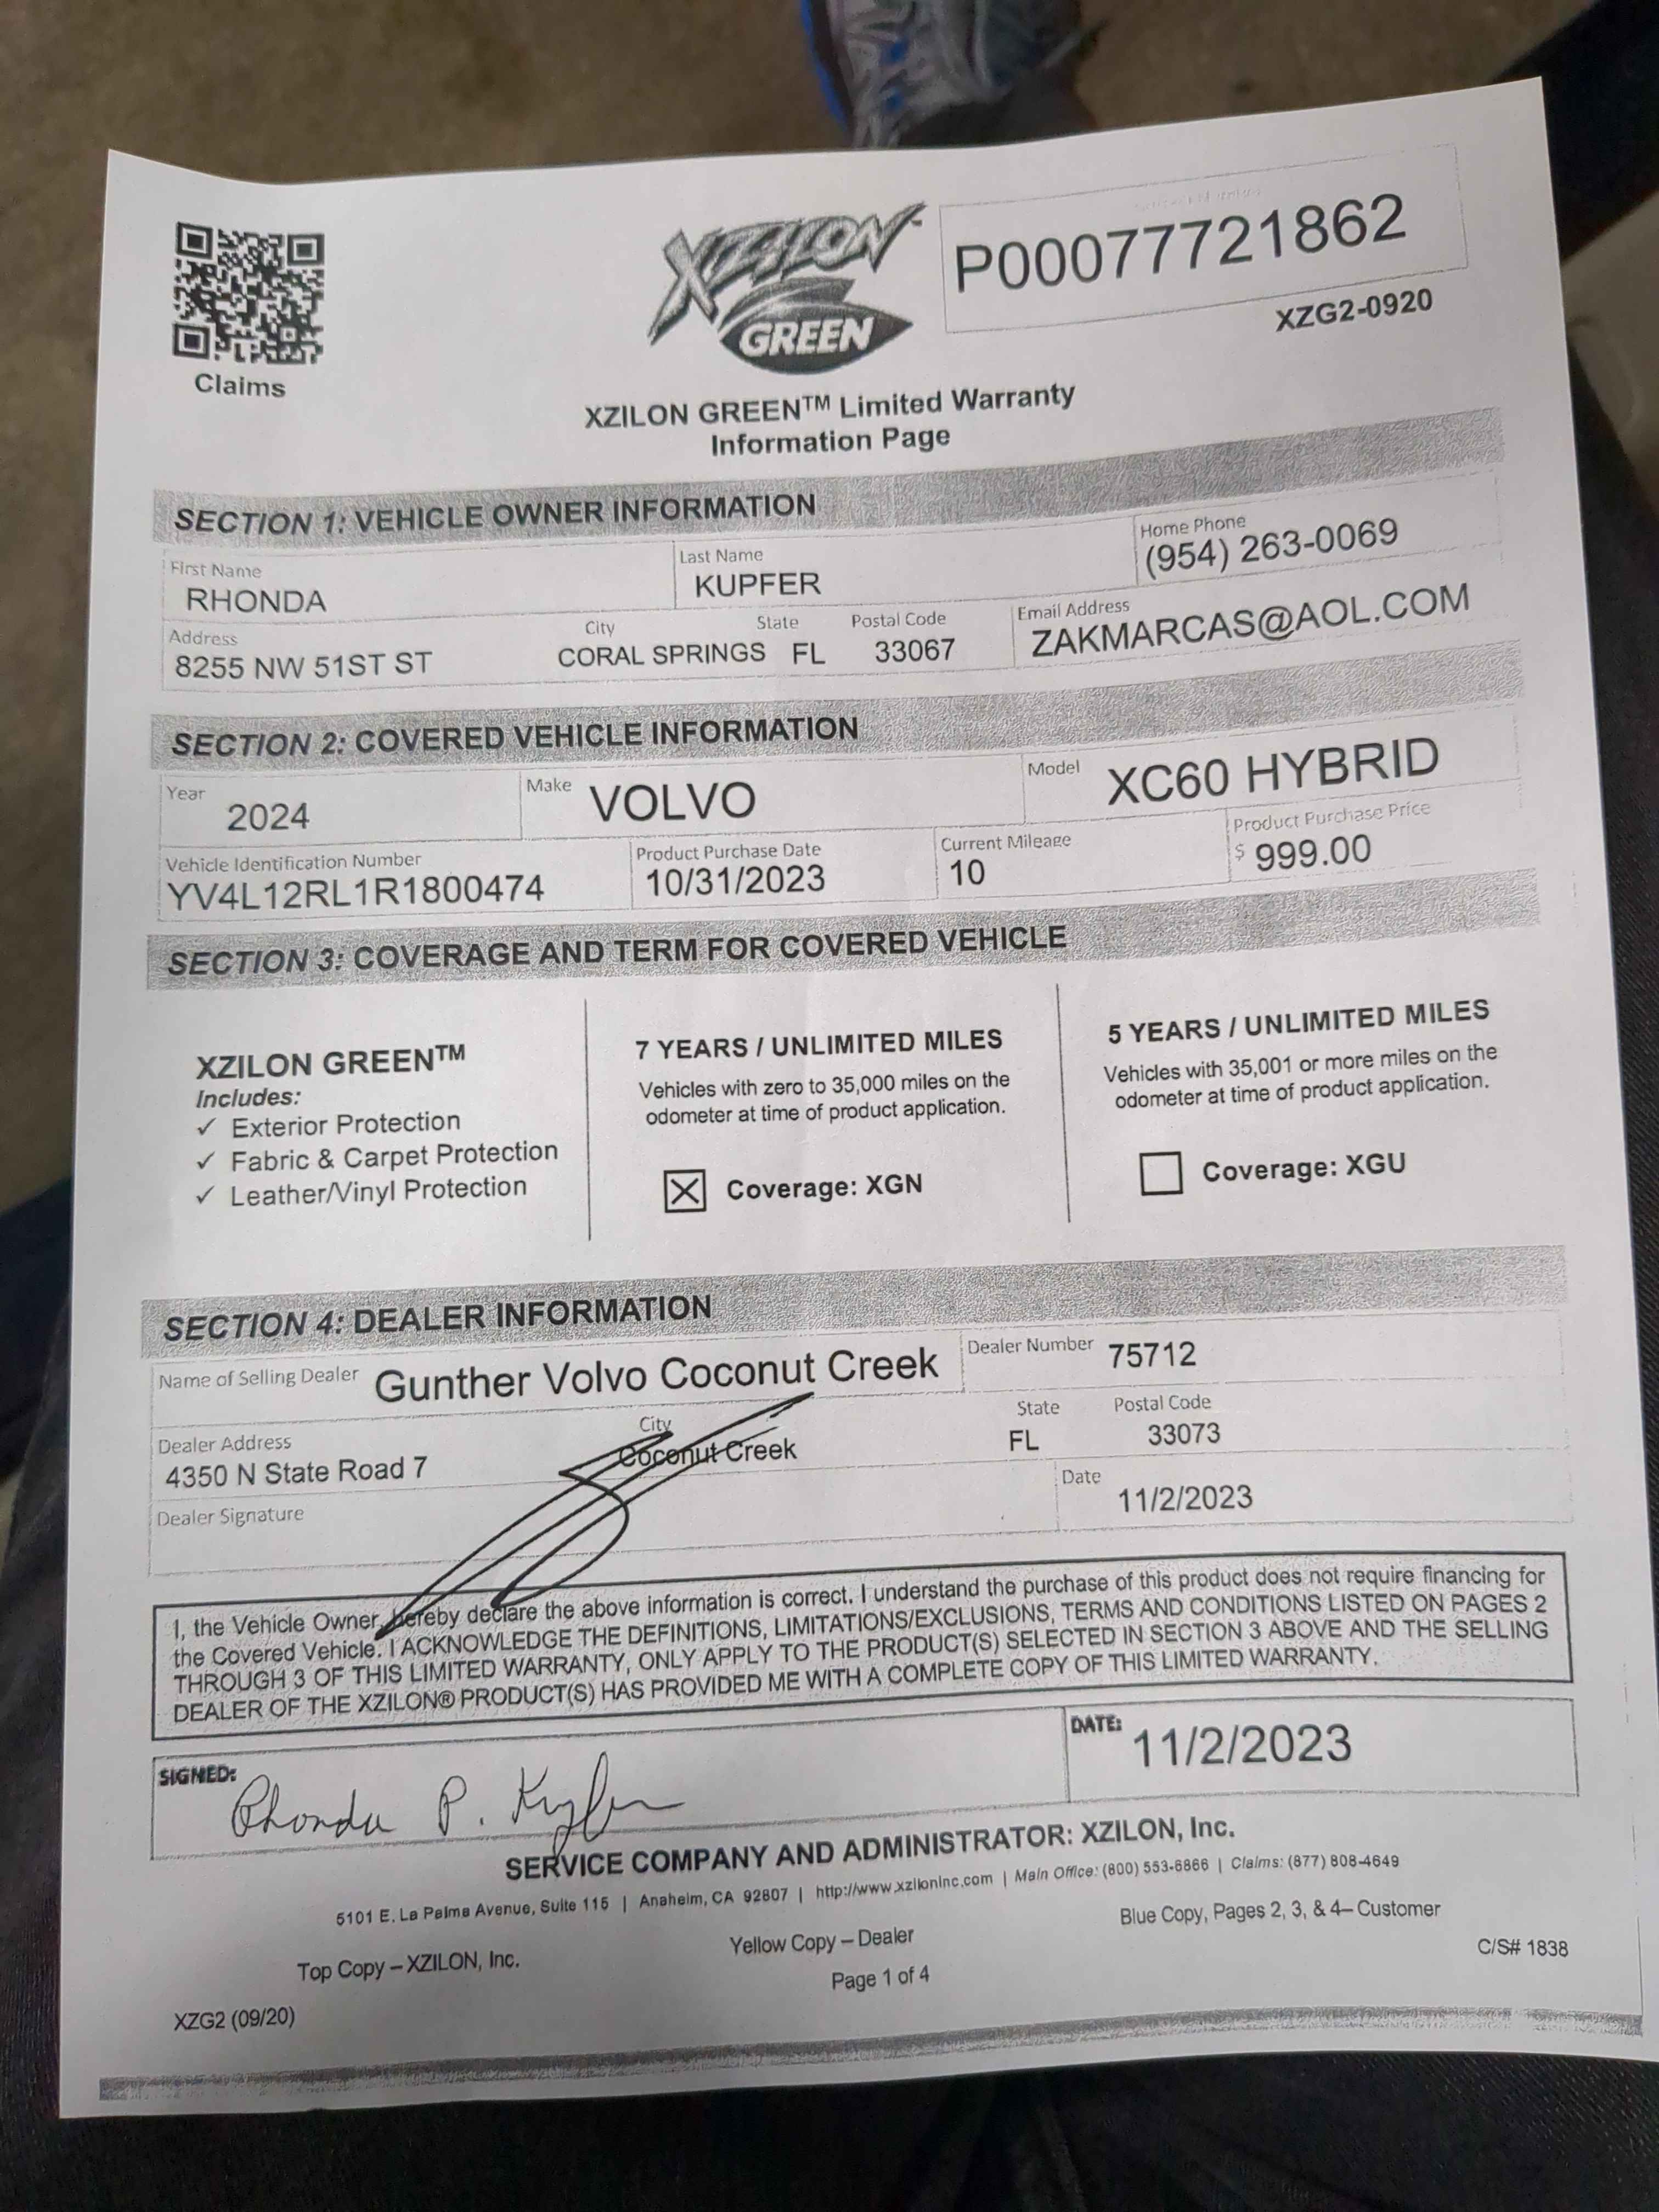 XZILON
GREEN
P00077721862
XZG2-0920
Claims
XZILON GREEN™ Limited Warranty
Information Page
SECTION 1: VEHICLE OWNER INFORMATION
First Name
RHONDA
Last Name
KUPFER
Home Phone
(954) 263-0069
Address
8255 NW 51ST ST
City
CORAL SPRINGS
State
FL
Postal Code
33067
Email Address
ZAKMARCAS@AOL.COM
SECTION 2: COVERED VEHICLE INFORMATION
Year
2024
Make
VOLVO
Model
XC60 HYBRID
Vehicle Identification Number
YV4L12RL1R1800474
Product Purchase Date
10/31/2023
Current Mileage
10
Product Purchase Price
$ 999.00
SECTION 3: COVERAGE AND TERM FOR COVERED VEHICLE
XZILON GREEN™
Includes:
✓ Exterior Protection
✓ Fabric & Carpet Protection
✓ Leather/Vinyl Protection
7 YEARS / UNLIMITED MILES
Vehicles with zero to 35,000 miles on the
odometer at time of product application.
☒ Coverage: XGN
5 YEARS / UNLIMITED MILES
Vehicles with 35,001 or more miles on the
odometer at time of product application.
☐ Coverage: XGU
SECTION 4: DEALER INFORMATION
Name of Selling Dealer
Gunther Volvo Coconut Creek
Dealer Number
75712
Dealer Address
4350 N State Road 7
City
Coconut Creek
State
FL
Postal Code
33073
Dealer Signature
Date
11/2/2023
I, the Vehicle Owner, hereby declare the above information is correct. I understand the purchase of this product does not require financing for
the Covered Vehicle. I ACKNOWLEDGE THE DEFINITIONS, LIMITATIONS/EXCLUSIONS, TERMS AND CONDITIONS LISTED ON PAGES 2
THROUGH 3 OF THIS LIMITED WARRANTY, ONLY APPLY TO THE PRODUCT(S) SELECTED IN SECTION 3 ABOVE AND THE SELLING
DEALER OF THE XZILON® PRODUCT(S) HAS PROVIDED ME WITH A COMPLETE COPY OF THIS LIMITED WARRANTY.
SIGNED:
Rhonda P. Kupfer
DATE:
11/2/2023
SERVICE COMPANY AND ADMINISTRATOR: XZILON, Inc.
5101 E. La Palma Avenue, Suite 115 | Anaheim, CA 92807 | http://www.xziloninc.com | Main Office: (800) 553-6866 | Claims: (877) 808-4649
Top Copy – XZILON, Inc.
Yellow Copy – Dealer
Blue Copy, Pages 2, 3, & 4– Customer
Page 1 of 4
C/S# 1838
XZG2 (09/20)